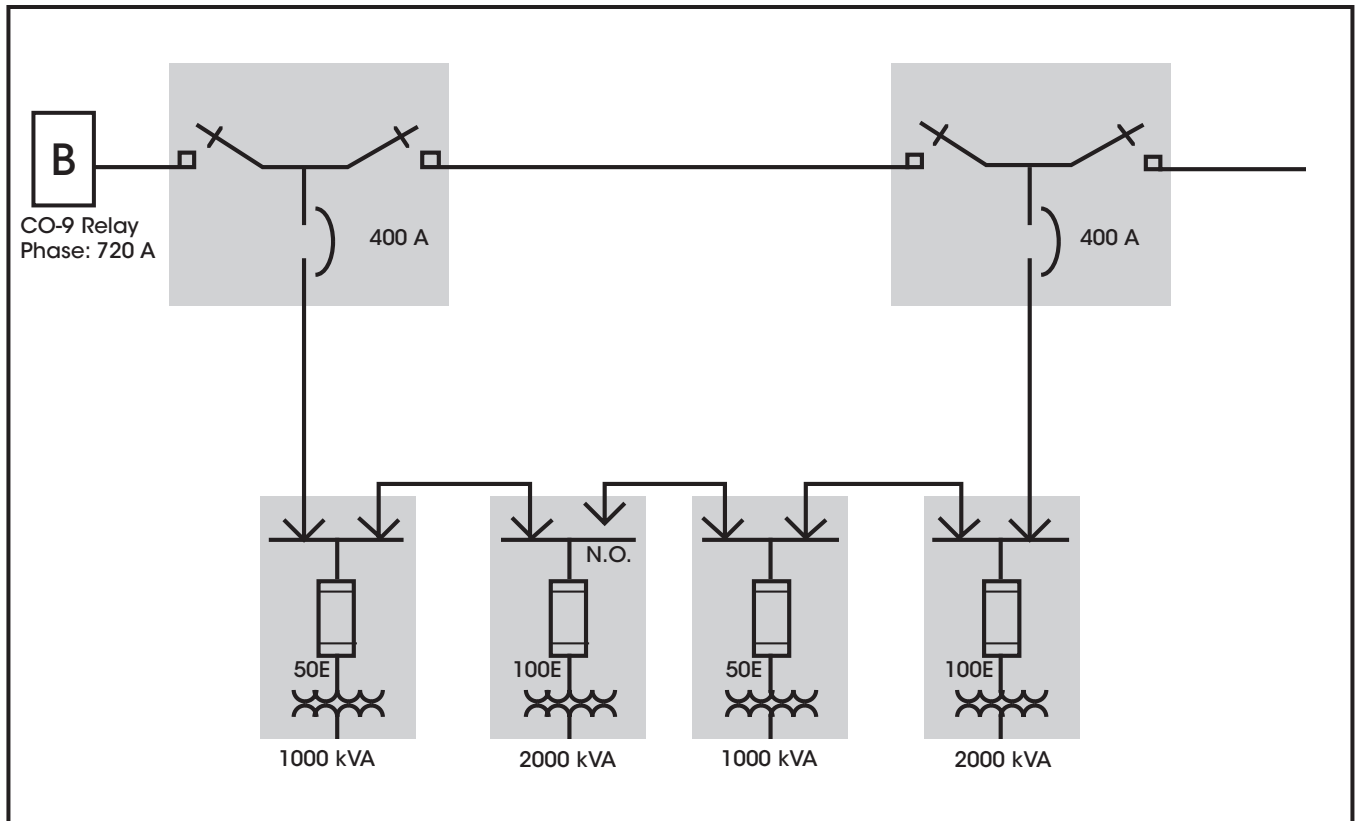 B
CO-9 Relay
Phase: 720 A
400 A
400 A
N.O.
50E
100E
50E
100E
1000 kVA
2000 kVA
1000 kVA
2000 kVA